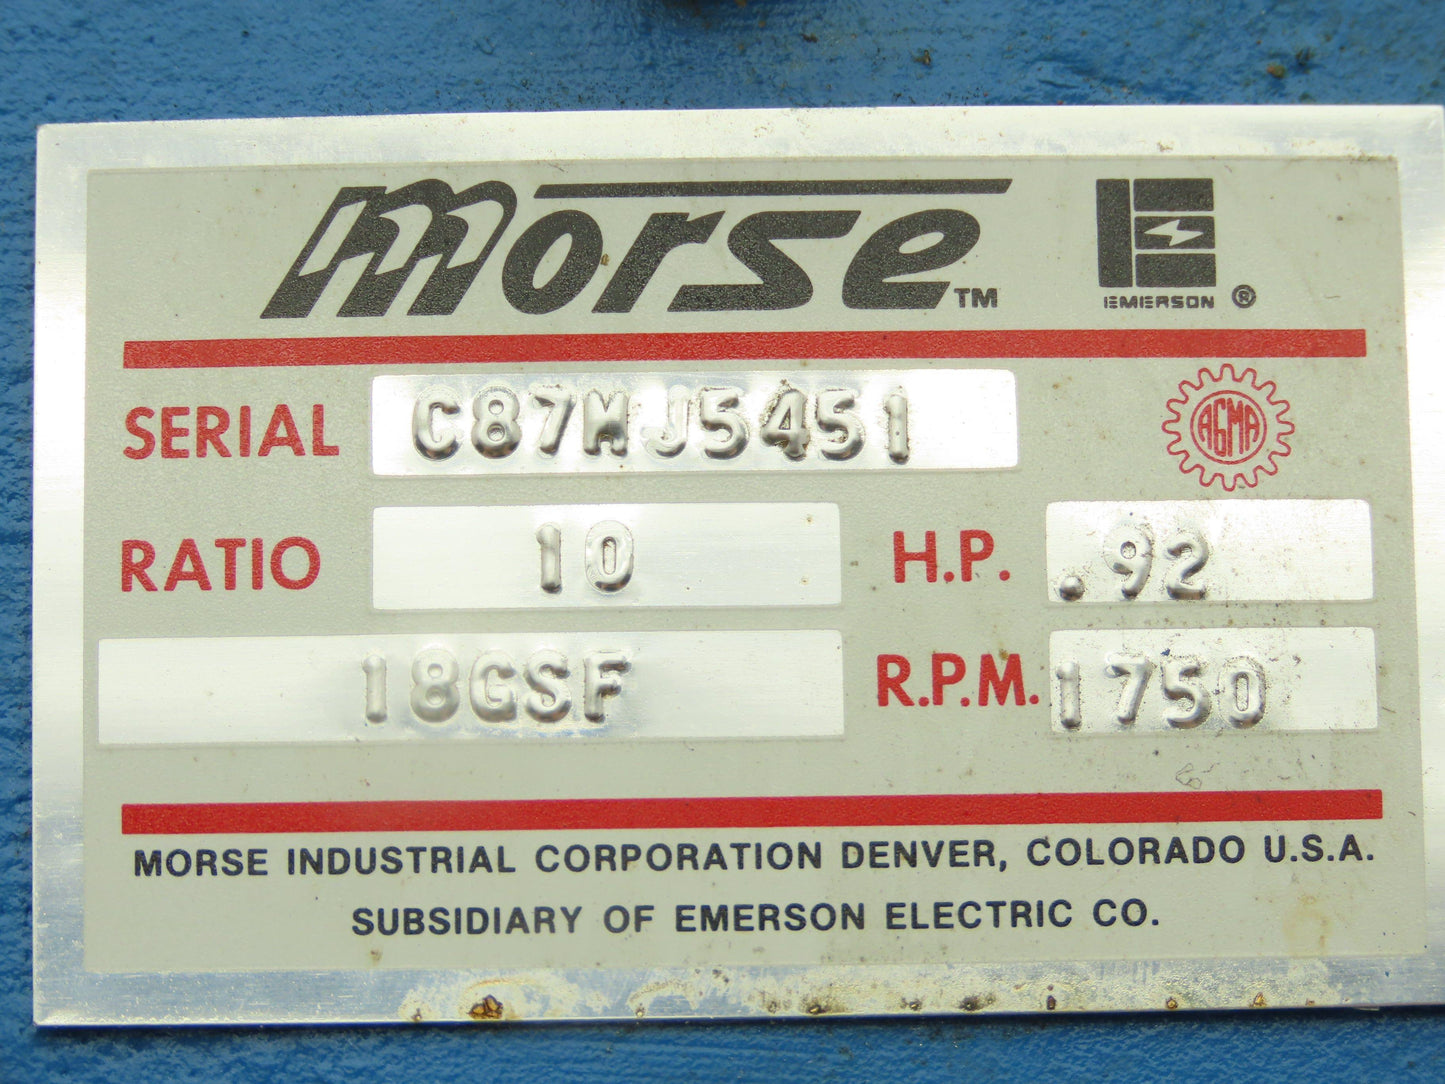 morse TM EMERSON ®
SERIAL C87MJ5451
AGMA
RATIO 10 H.P. .92
18GSF R.P.M. 1750
MORSE INDUSTRIAL CORPORATION DENVER, COLORADO U.S.A.
SUBSIDIARY OF EMERSON ELECTRIC CO.